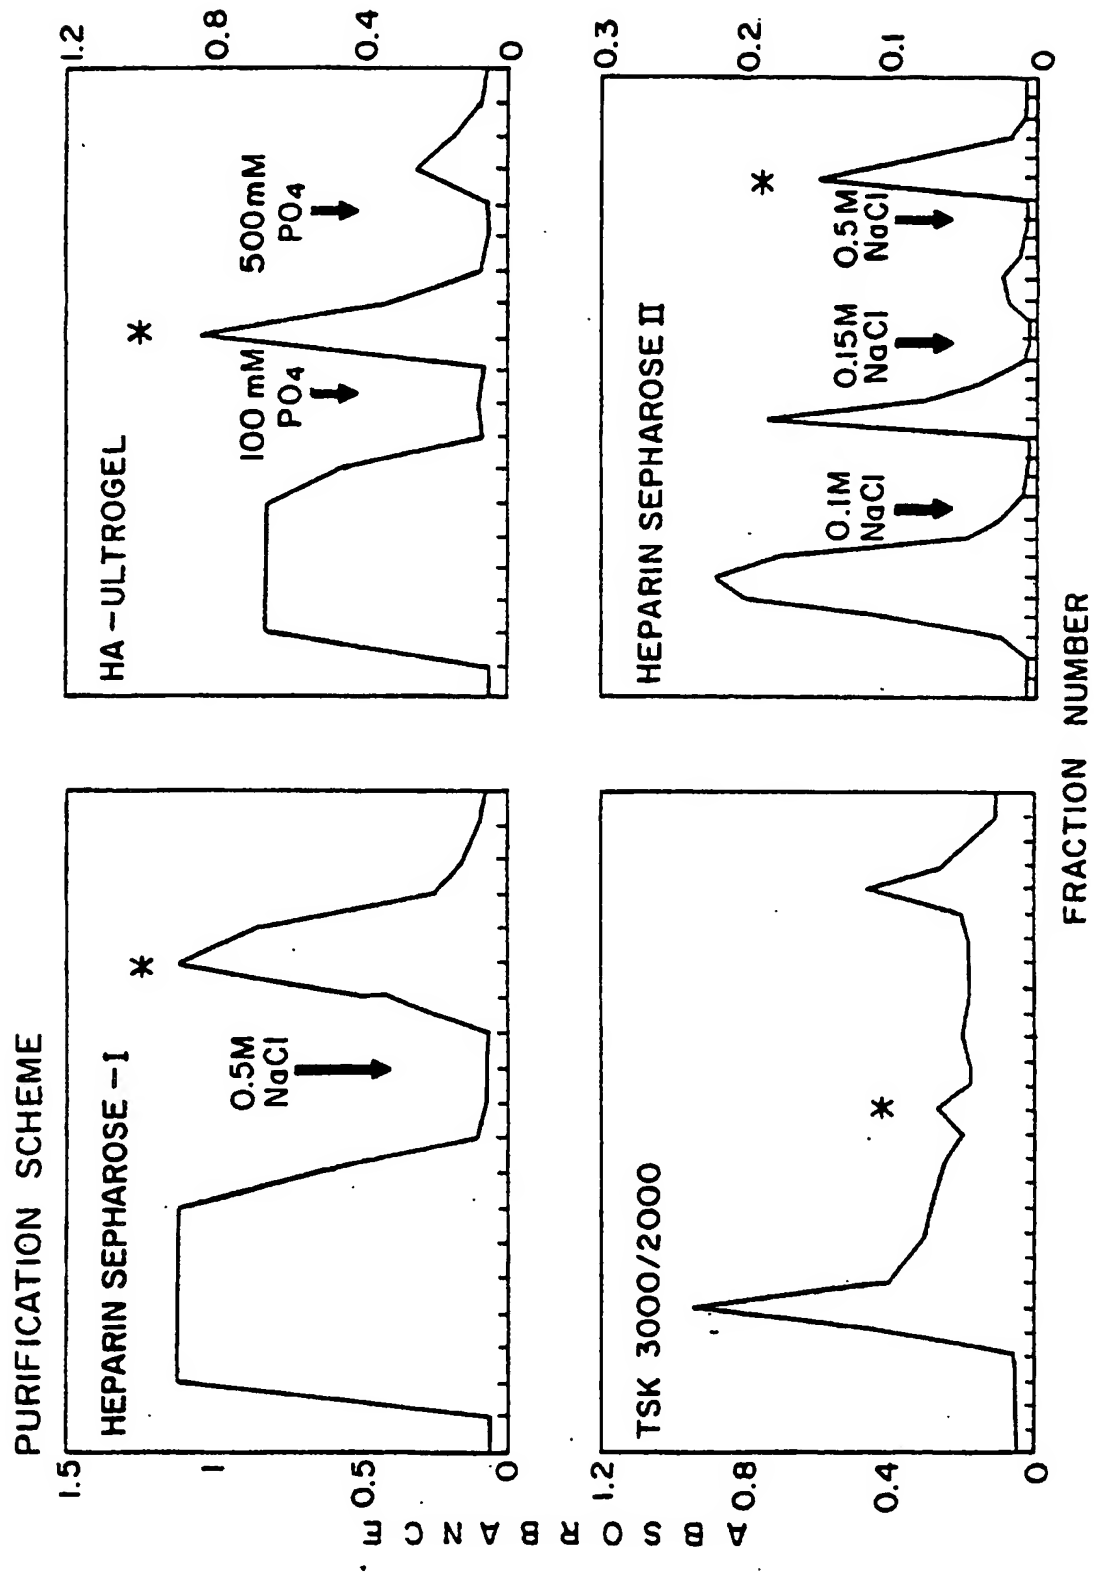 PURIFICATION SCHEME
HEPARIN SEPHAROSE-I
0.5M
NaCl
*
1.5
1
0.5
0
HA-ULTROGEL
100 mM
PO4
*
500mM
PO4
1.2
0.8
0.4
0
TSK 3000/2000
*
1.2
0.8
0.4
0
HEPARIN SEPHAROSE II
0.1M
NaCl
0.15M
NaCl
0.5M
NaCl
*
0.3
0.2
0.1
0
ABSORBANCE
FRACTION NUMBER